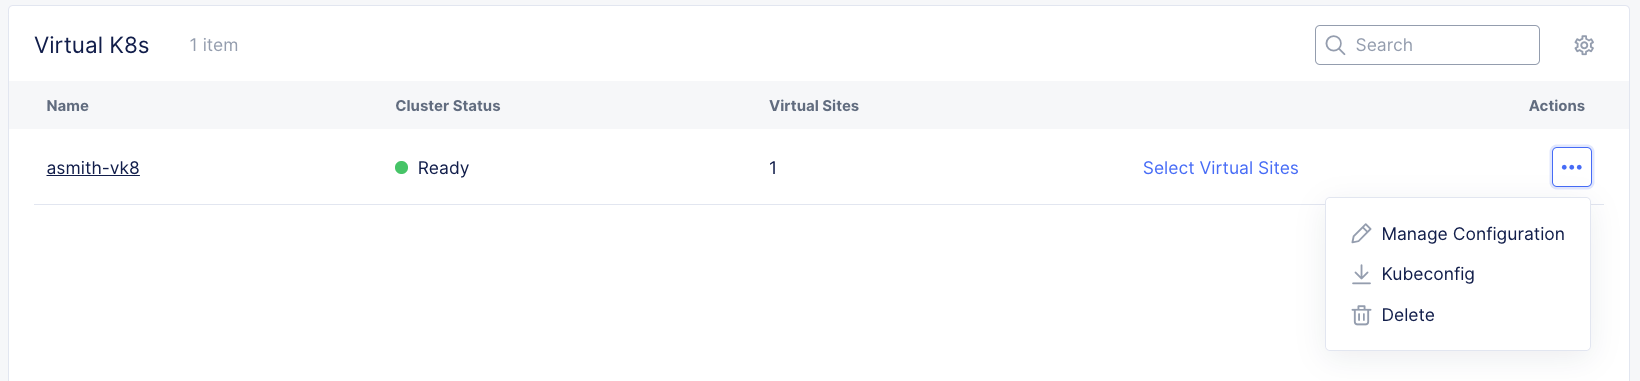 Virtual K8s 1 item Search
Name Cluster Status Virtual Sites Actions
asmith-vk8 Ready 1 Select Virtual Sites
Manage Configuration
Kubeconfig
Delete